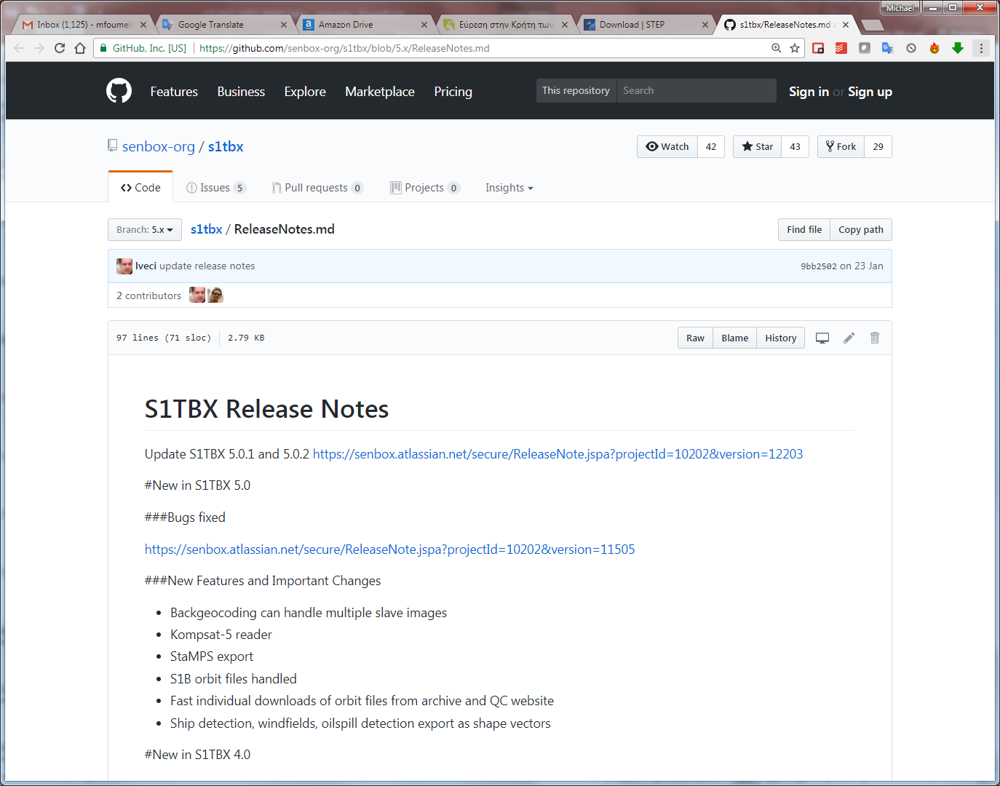 Michael
Inbox (1,125) - mfoumeli
Google Translate
Amazon Drive
Εύρεση στην Κρήτη των
Download | STEP
s1tbx/ReleaseNotes.md a
GitHub, Inc. [US] https://github.com/senbox-org/s1tbx/blob/5.x/ReleaseNotes.md
Features Business Explore Marketplace Pricing This repository Search Sign in or Sign up
senbox-org / s1tbx Watch 42 Star 43 Fork 29
Code Issues 5 Pull requests 0 Projects 0 Insights
Branch: 5.x s1tbx / ReleaseNotes.md Find file Copy path
lveci update release notes 9bb2502 on 23 Jan
2 contributors
97 lines (71 sloc) 2.79 KB Raw Blame History
S1TBX Release Notes
Update S1TBX 5.0.1 and 5.0.2 https://senbox.atlassian.net/secure/ReleaseNote.jspa?projectId=10202&version=12203
#New in S1TBX 5.0
###Bugs fixed
https://senbox.atlassian.net/secure/ReleaseNote.jspa?projectId=10202&version=11505
###New Features and Important Changes
• Backgeocoding can handle multiple slave images
• Kompsat-5 reader
• StaMPS export
• S1B orbit files handled
• Fast individual downloads of orbit files from archive and QC website
• Ship detection, windfields, oilspill detection export as shape vectors
#New in S1TBX 4.0